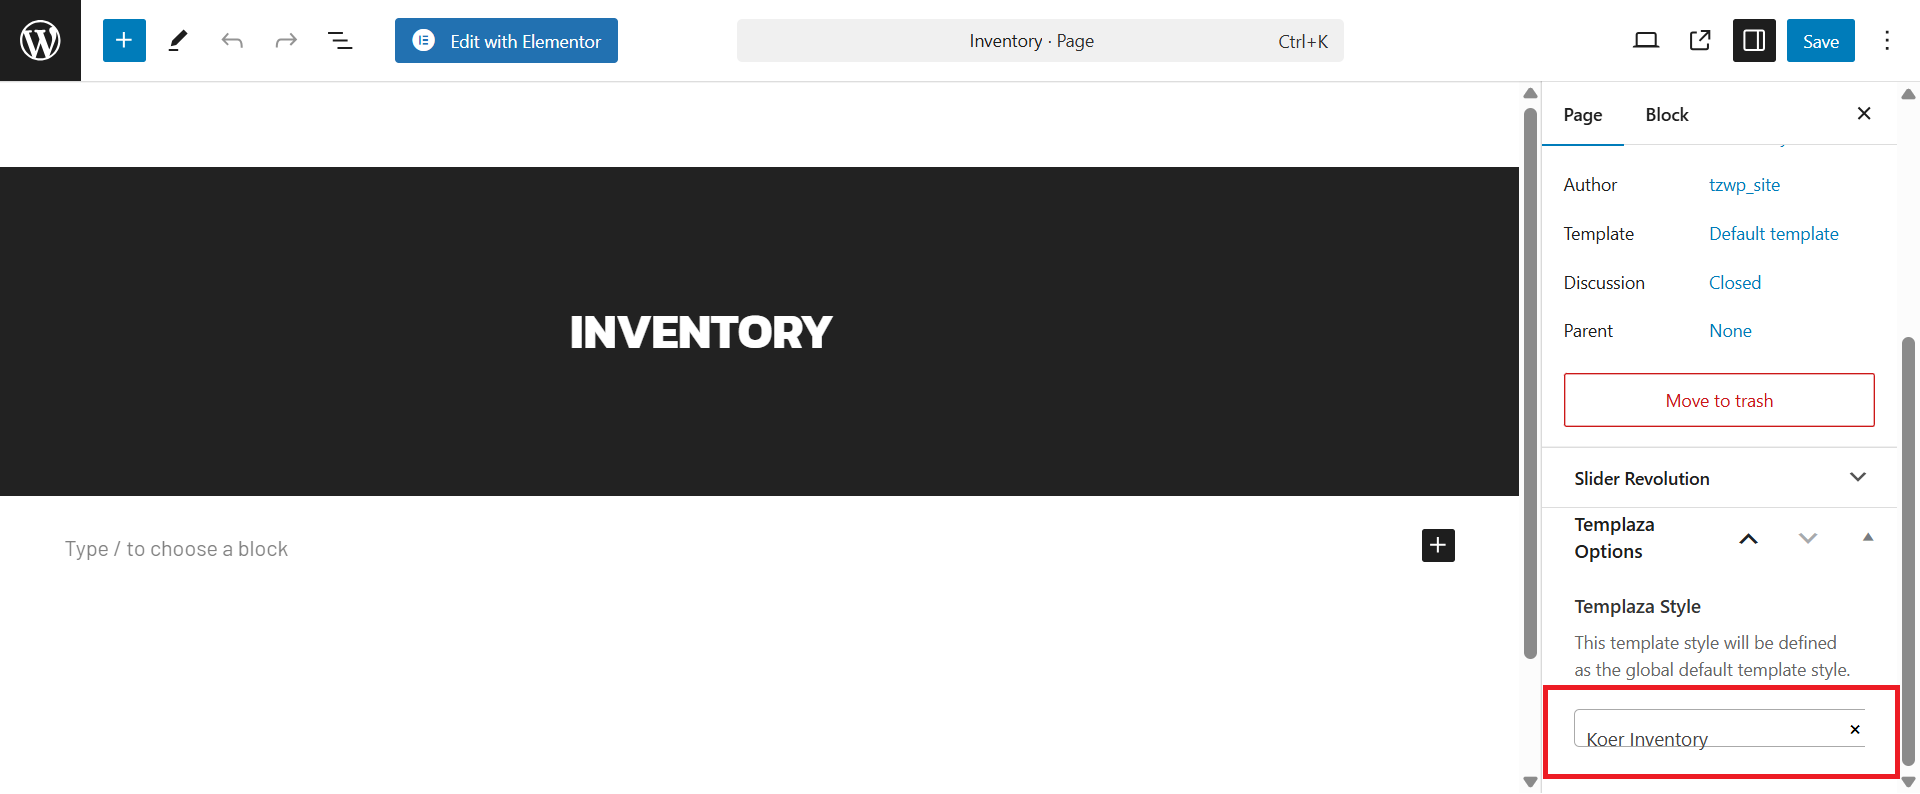 Edit with Elementor
Inventory · Page
Ctrl+K
Save
Page
Block
Author
tzwp_site
Template
Default template
Discussion
Closed
Parent
None
Move to trash
INVENTORY
Type / to choose a block
Slider Revolution
Templaza
Options
Templaza Style
This template style will be defined
as the global default template style.
Koer Inventory